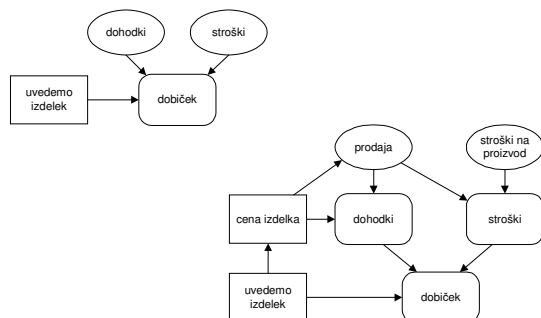 dohodki
stroški
uvedemo
izdelek
dobiček
prodaja
stroški na
proizvod
cena izdelka
dohodki
stroški
uvedemo
izdelek
dobiček